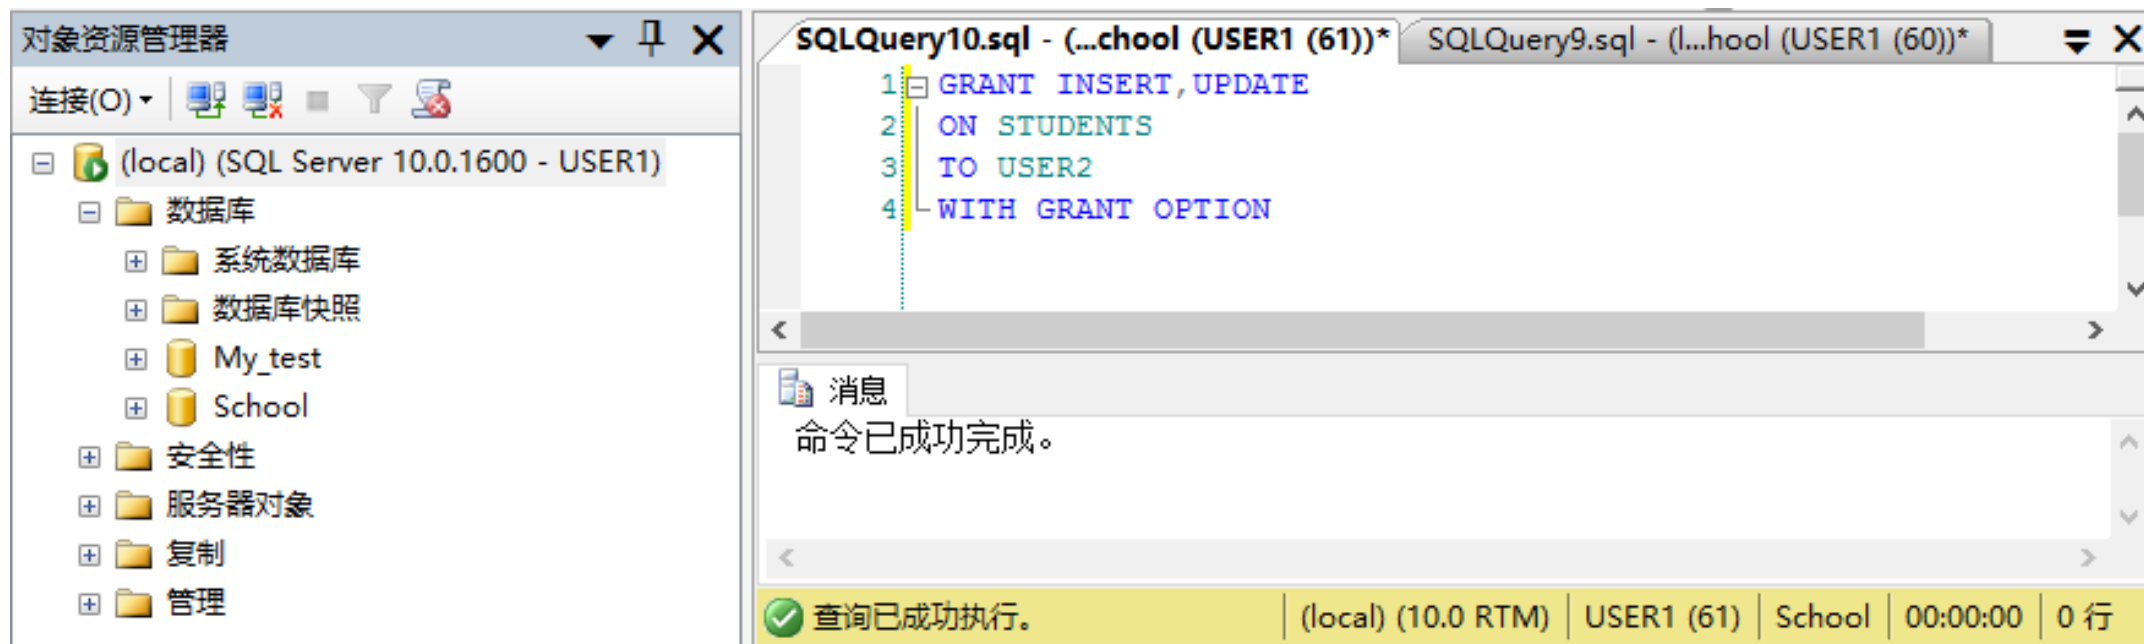 对象资源管理器
连接(O)
(local) (SQL Server 10.0.1600 - USER1)
数据库
系统数据库
数据库快照
My_test
School
安全性
服务器对象
复制
管理
SQLQuery10.sql - (...chool (USER1 (61))* SQLQuery9.sql - (l...hool (USER1 (60))*
1 GRANT INSERT,UPDATE
2 ON STUDENTS
3 TO USER2
4 WITH GRANT OPTION
消息
命令已成功完成。
查询已成功执行。 (local) (10.0 RTM) USER1 (61) School 00:00:00 0 行